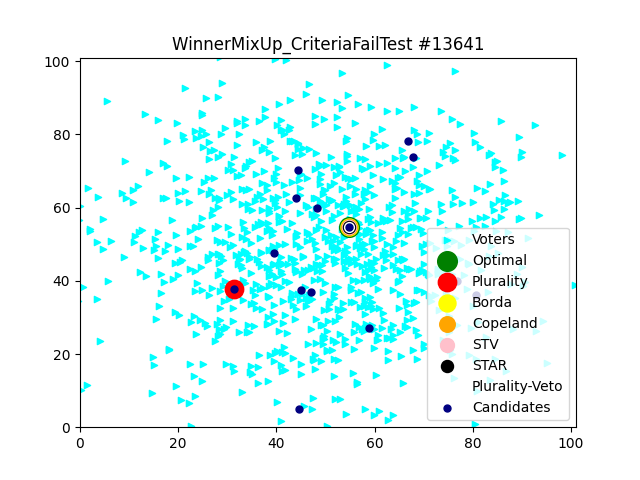 WinnerMixUp_CriteriaFailTest #13641
100
80
60
40
20
0
0
20
40
60
80
100
Voters
Optimal
Plurality
Borda
Copeland
STV
STAR
Plurality-Veto
Candidates